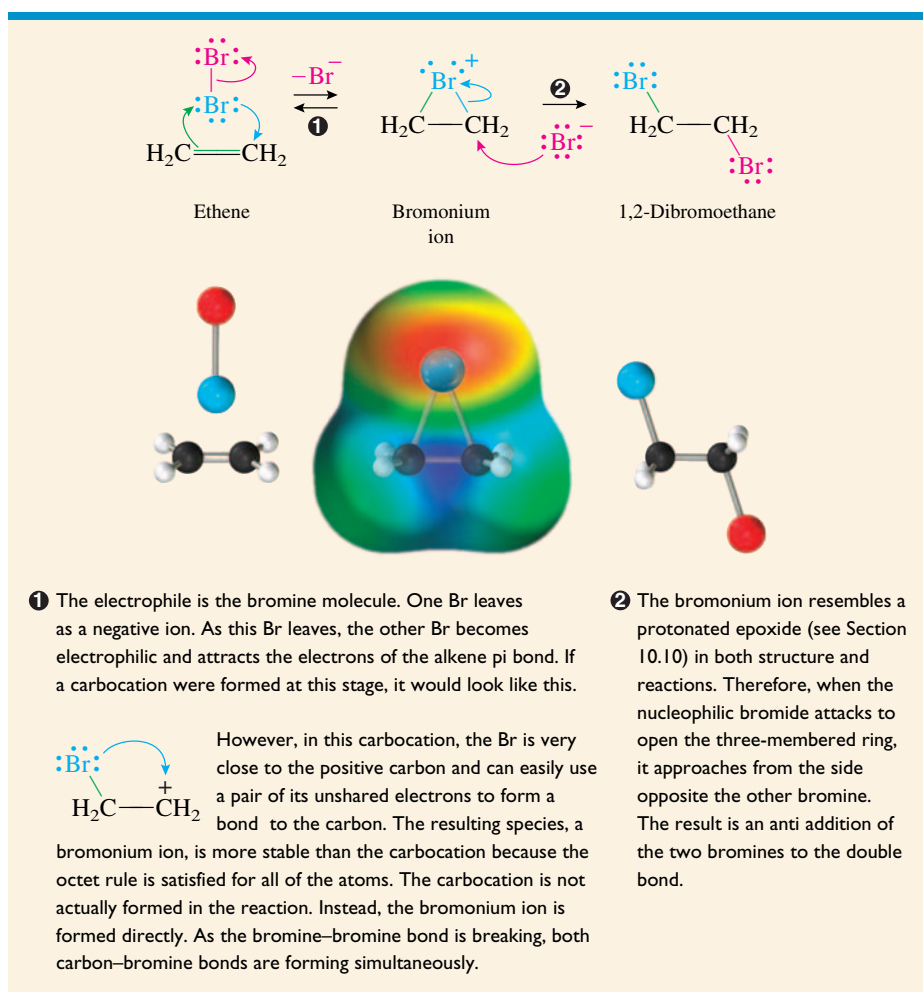 :Br:
:Br:
H₂C═CH₂
Ethene
–Br⁻
❶
Br⁺
H₂C—CH₂
Bromonium
ion
❷
:Br:⁻
:Br:
H₂C—CH₂
:Br:
1,2-Dibromoethane
❶ The electrophile is the bromine molecule. One Br leaves
as a negative ion. As this Br leaves, the other Br becomes
electrophilic and attracts the electrons of the alkene pi bond. If
a carbocation were formed at this stage, it would look like this.
:Br:
+
H₂C—CH₂
However, in this carbocation, the Br is very
close to the positive carbon and can easily use
a pair of its unshared electrons to form a
bond to the carbon. The resulting species, a
bromonium ion, is more stable than the carbocation because the
octet rule is satisfied for all of the atoms. The carbocation is not
actually formed in the reaction. Instead, the bromonium ion is
formed directly. As the bromine–bromine bond is breaking, both
carbon–bromine bonds are forming simultaneously.
❷ The bromonium ion resembles a
protonated epoxide (see Section
10.10) in both structure and
reactions. Therefore, when the
nucleophilic bromide attacks to
open the three-membered ring,
it approaches from the side
opposite the other bromine.
The result is an anti addition of
the two bromines to the double
bond.